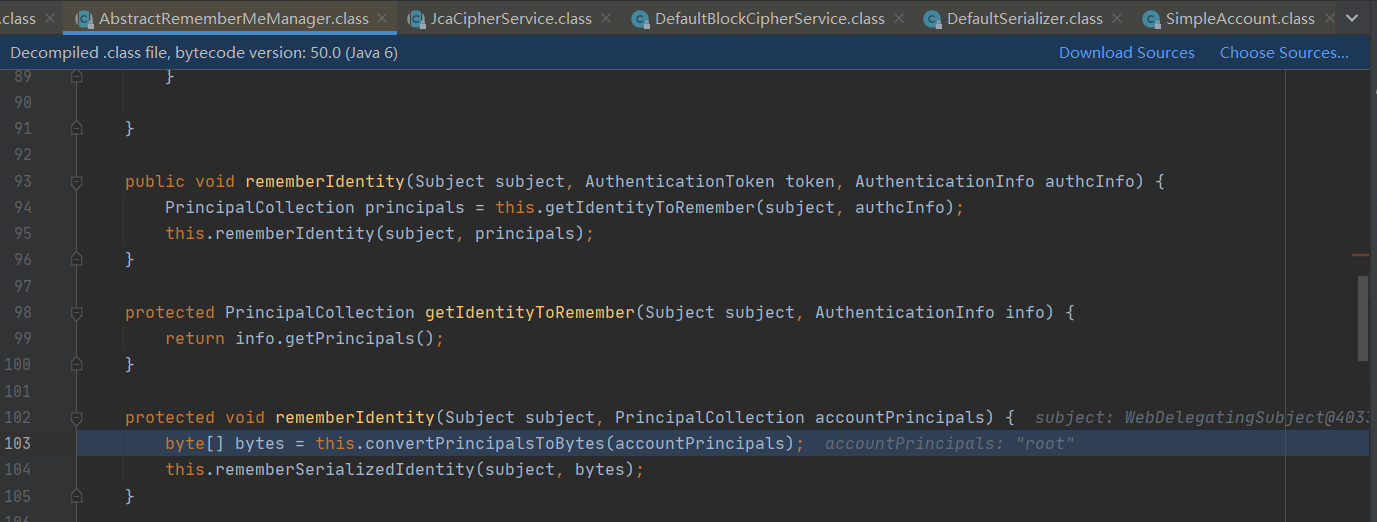 .class AbstractRememberMeManager.class JcaCipherService.class DefaultBlockCipherService.class DefaultSerializer.class SimpleAccount.class
Decompiled .class file, bytecode version: 50.0 (Java 6) Download Sources Choose Sources...
89 }
90
91 }
92
93 public void rememberIdentity(Subject subject, AuthenticationToken token, AuthenticationInfo authcInfo) {
94 PrincipalCollection principals = this.getIdentityToRemember(subject, authcInfo);
95 this.rememberIdentity(subject, principals);
96 }
97
98 protected PrincipalCollection getIdentityToRemember(Subject subject, AuthenticationInfo info) {
99 return info.getPrincipals();
100 }
101
102 protected void rememberIdentity(Subject subject, PrincipalCollection accountPrincipals) { subject: WebDelegatingSubject@4033
103 byte[] bytes = this.convertPrincipalsToBytes(accountPrincipals); accountPrincipals: "root"
104 this.rememberSerializedIdentity(subject, bytes);
105 }
106